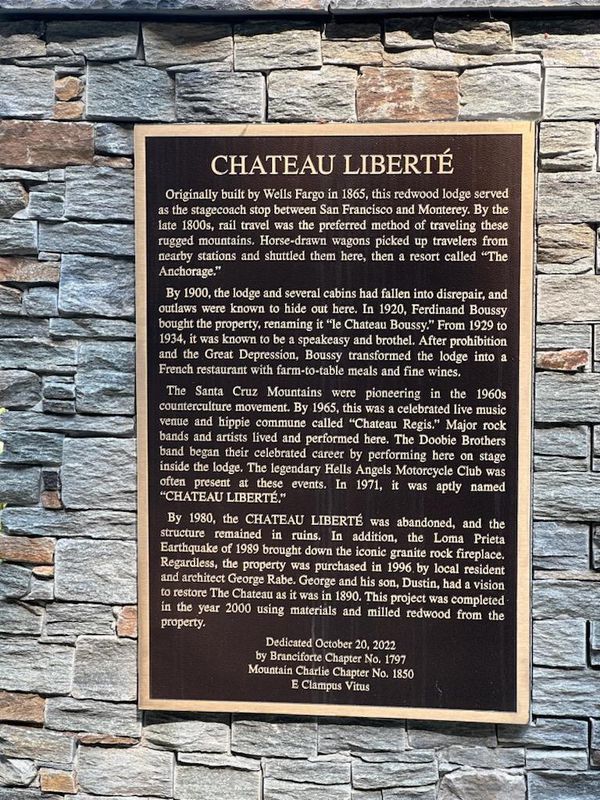 CHATEAU LIBERTÉ
Originally built by Wells Fargo in 1865, this redwood lodge served
as the stagecoach stop between San Francisco and Monterey. By the
late 1800s, rail travel was the preferred method of traveling these
rugged mountains. Horse-drawn wagons picked up travelers from
nearby stations and shuttled them here, then a resort called “The
Anchorage.”
By 1900, the lodge and several cabins had fallen into disrepair, and
outlaws were known to hide out here. In 1920, Ferdinand Boussy
bought the property, renaming it “le Chateau Boussy.” From 1929 to
1934, it was known to be a speakeasy and brothel. After prohibition
and the Great Depression, Boussy transformed the lodge into a
French restaurant with farm-to-table meals and fine wines.
The Santa Cruz Mountains were pioneering in the 1960s
counterculture movement. By 1965, this was a celebrated live music
venue and hippie commune called “Chateau Regis.” Major rock
bands and artists lived and performed here. The Doobie Brothers
band began their celebrated career by performing here on stage
inside the lodge. The legendary Hells Angels Motorcycle Club was
often present at these events. In 1971, it was aptly named
“CHATEAU LIBERTÉ.”
By 1980, the CHATEAU LIBERTÉ was abandoned, and the
structure remained in ruins. In addition, the Loma Prieta
Earthquake of 1989 brought down the iconic granite rock fireplace.
Regardless, the property was purchased in 1996 by local resident
and architect George Rabe. George and his son, Dustin, had a vision
to restore The Chateau as it was in 1890. This project was completed
in the year 2000 using materials and milled redwood from the
property.
Dedicated October 20, 2022
by Branciforte Chapter No. 1797
Mountain Charlie Chapter No. 1850
E Clampus Vitus